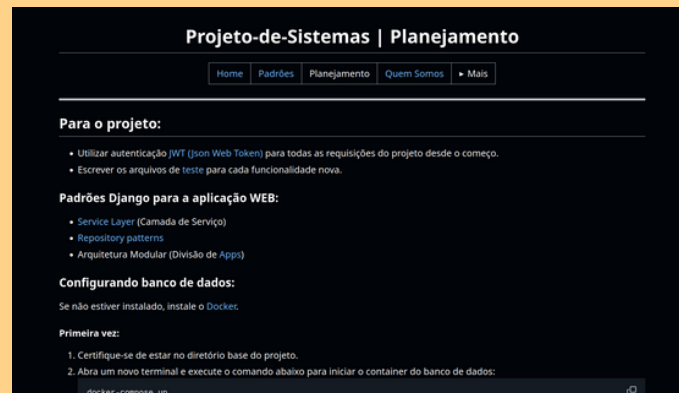 Projeto-de-Sistemas | Planejamento
Home Padrões Planejamento Quem Somos ▸ Mais
Para o projeto:
• Utilizar autenticação JWT (Json Web Token) para todas as requisições do projeto desde o começo.
• Escrever os arquivos de teste para cada funcionalidade nova.
Padrões Django para a aplicação WEB:
• Service Layer (Camada de Serviço)
• Repository patterns
• Arquitetura Modular (Divisão de Apps)
Configurando banco de dados:
Se não estiver instalado, instale o Docker.
Primeira vez:
1. Certifique-se de estar no diretório base do projeto.
2. Abra um novo terminal e execute o comando abaixo para iniciar o container do banco de dados:
docker-compose up